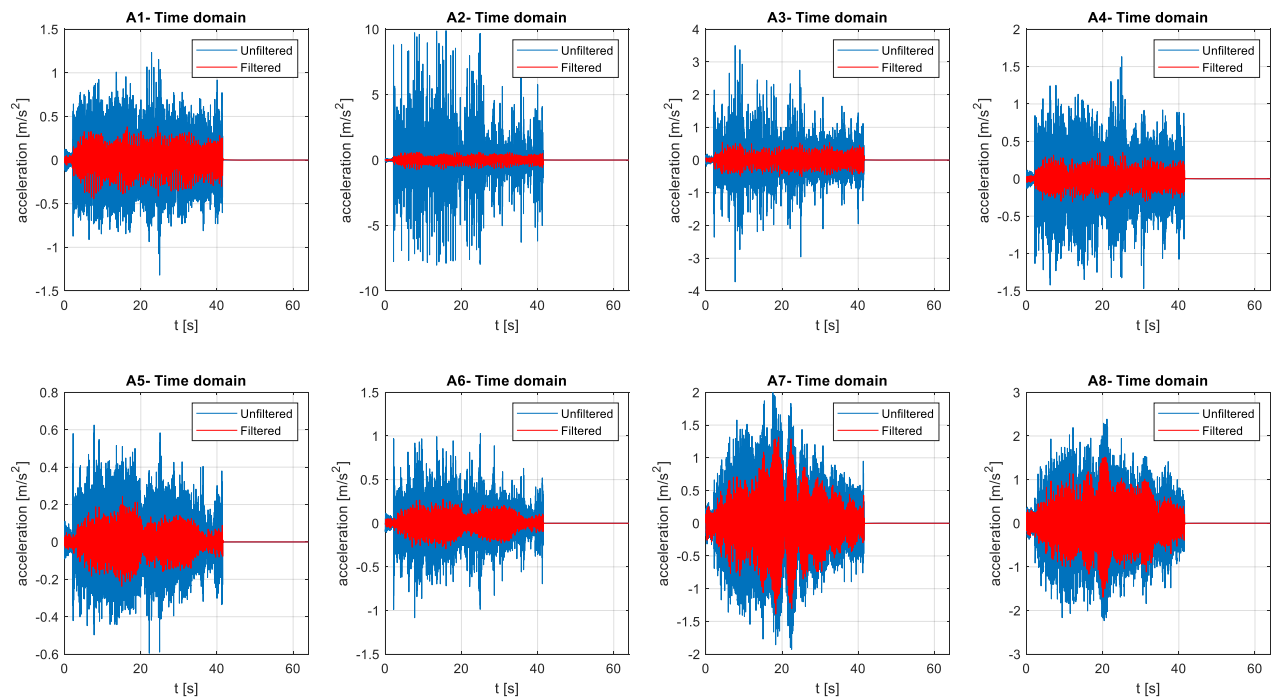 A1- Time domain
1.5
1
0.5
0
-0.5
-1
-1.5
acceleration [m/s²]
Unfiltered
Filtered
0 20 40 60
t [s]
A2- Time domain
10
5
0
-5
-10
acceleration [m/s²]
Unfiltered
Filtered
0 20 40 60
t [s]
A3- Time domain
4
3
2
1
0
-1
-2
-3
-4
acceleration [m/s²]
Unfiltered
Filtered
0 20 40 60
t [s]
A4- Time domain
2
1.5
1
0.5
0
-0.5
-1
-1.5
acceleration [m/s²]
Unfiltered
Filtered
0 20 40 60
t [s]
A5- Time domain
0.8
0.6
0.4
0.2
0
-0.2
-0.4
-0.6
acceleration [m/s²]
Unfiltered
Filtered
0 20 40 60
t [s]
A6- Time domain
1.5
1
0.5
0
-0.5
-1
-1.5
acceleration [m/s²]
Unfiltered
Filtered
0 20 40 60
t [s]
A7- Time domain
2
1.5
1
0.5
0
-0.5
-1
-1.5
-2
acceleration [m/s²]
Unfiltered
Filtered
0 20 40 60
t [s]
A8- Time domain
3
2
1
0
-1
-2
-3
acceleration [m/s²]
Unfiltered
Filtered
0 20 40 60
t [s]